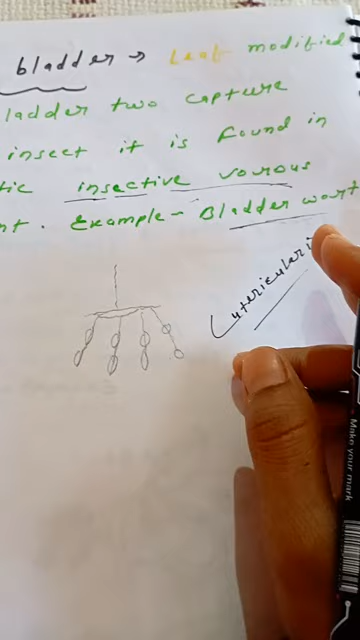 bladder → Leaf modified
ladder two capture
insect it is found in
tic insective vorous
nt. Example - Bladder wort
(utericularia
Make your mark